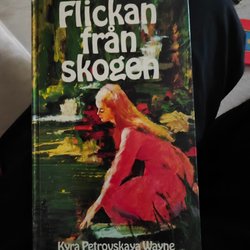 Flickan
från
skogen
Kyra Petrovskaya Wayne